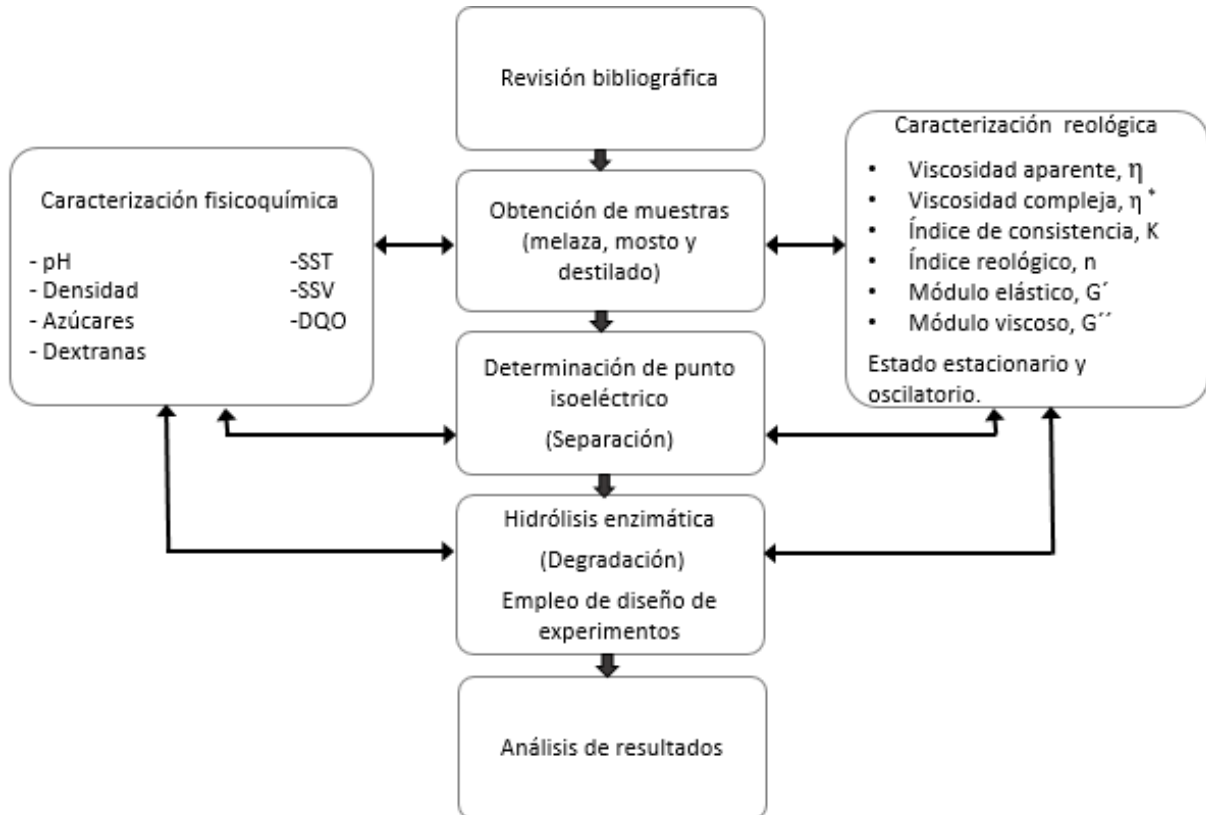 Revisión bibliográfica
Obtención de muestras
(melaza, mosto y
destilado)
Caracterización fisicoquímica
- pH
- Densidad
- Azúcares
- Dextranas
-SST
-SSV
-DQO
Caracterización reológica
• Viscosidad aparente, η
• Viscosidad compleja, η*
• Índice de consistencia, K
• Índice reológico, n
• Módulo elástico, G´
• Módulo viscoso, G´´
Estado estacionario y
oscilatorio.
Determinación de punto
isoeléctrico
(Separación)
Hidrólisis enzimática
(Degradación)
Empleo de diseño de
experimentos
Análisis de resultados